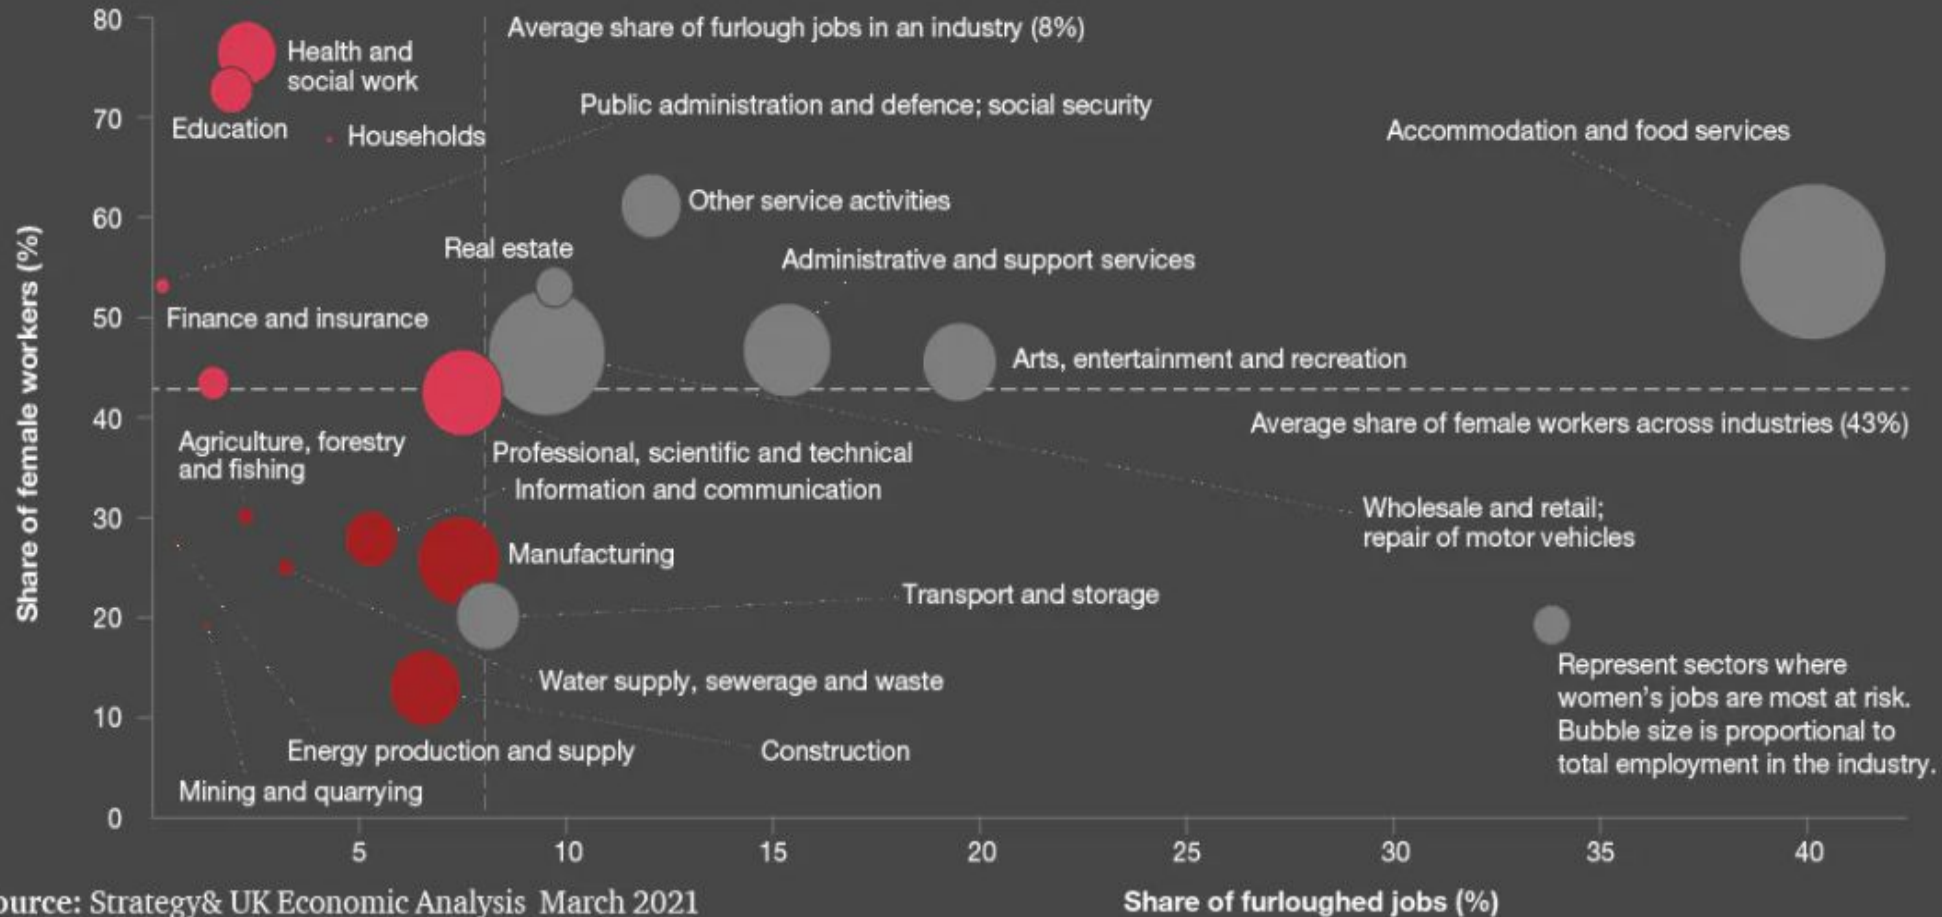 80
70
60
50
40
30
20
10
0
Share of female workers (%)
Average share of furlough jobs in an industry (8%)
Health and
social work
Education
Households
Public administration and defence; social security
Accommodation and food services
Other service activities
Real estate
Administrative and support services
Finance and insurance
Arts, entertainment and recreation
Average share of female workers across industries (43%)
Agriculture, forestry
and fishing
Professional, scientific and technical
Information and communication
Wholesale and retail;
repair of motor vehicles
Manufacturing
Transport and storage
Represent sectors where
women's jobs are most at risk.
Bubble size is proportional to
total employment in the industry.
Water supply, sewerage and waste
Energy production and supply
Construction
Mining and quarrying
5 10 15 20 25 30 35 40
Share of furloughed jobs (%)
ource: Strategy& UK Economic Analysis March 2021